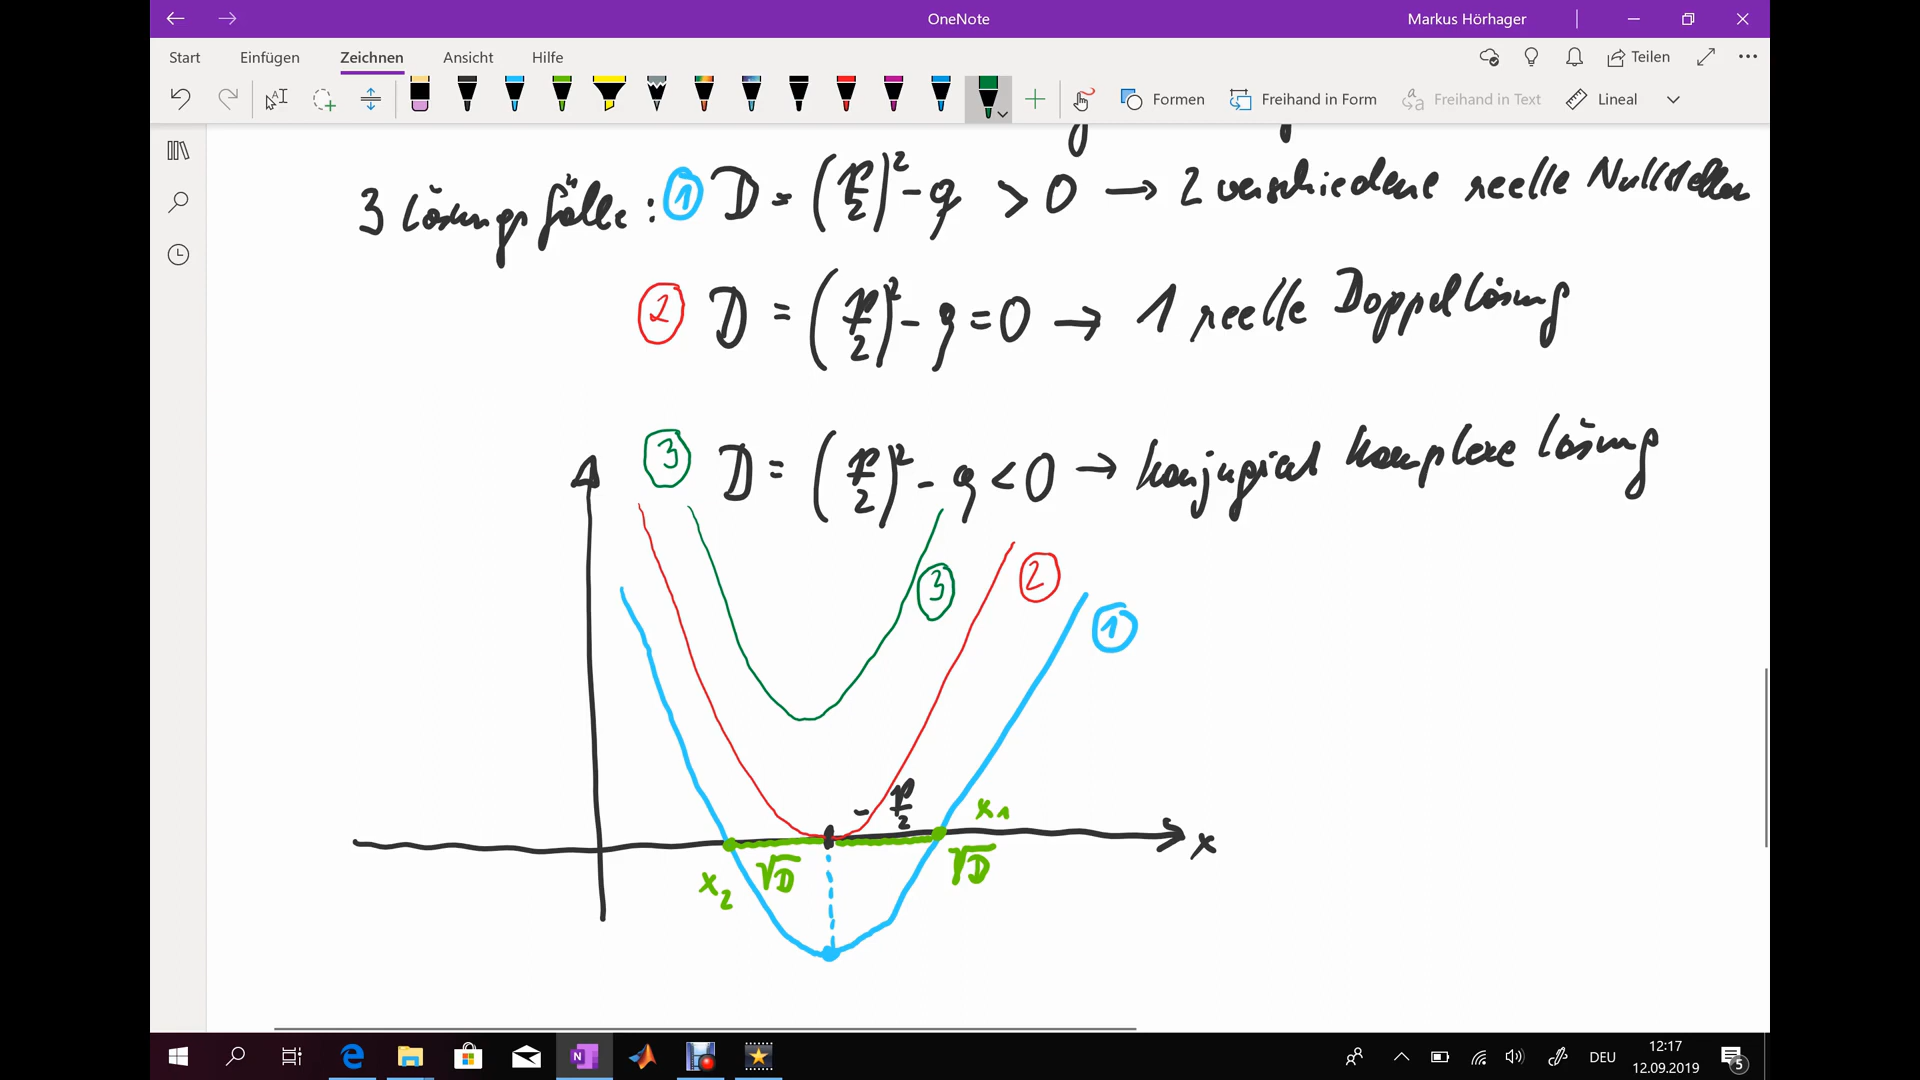 OneNote
Markus Hörhager
Start Einfügen Zeichnen Ansicht Hilfe
Teilen
Formen Freihand in Form Freihand in Text Lineal
3 Lösungsfälle: ① D = (p/2)² - q > 0 → 2 verschiedene reelle Nullstellen
② D = (p/2)² - q = 0 → 1 reelle Doppellösung
③ D = (p/2)² - q < 0 → konjugiert komplexe Lösung
③
②
①
- p/2
x₁
x
x₂ √D √D
DEU
12:17
12.09.2019
5